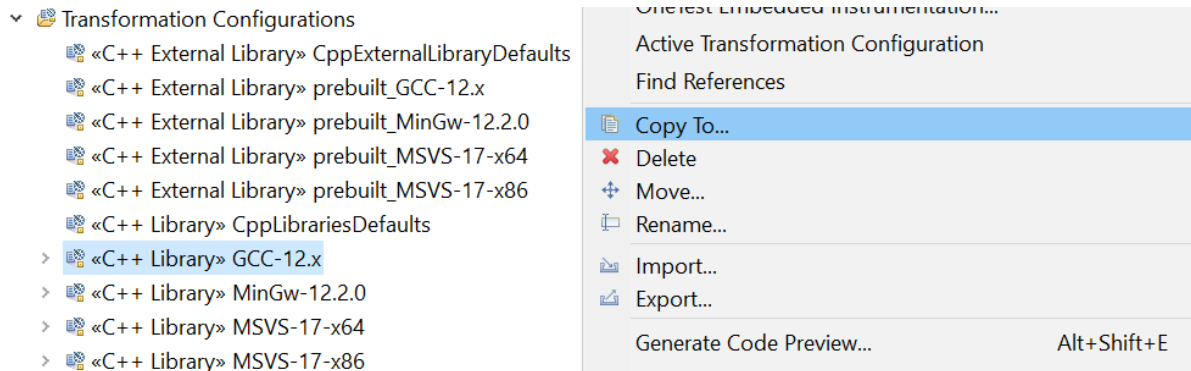 Transformation Configurations
«C++ External Library» CppExternalLibraryDefaults
«C++ External Library» prebuilt_GCC-12.x
«C++ External Library» prebuilt_MinGw-12.2.0
«C++ External Library» prebuilt_MSVS-17-x64
«C++ External Library» prebuilt_MSVS-17-x86
«C++ Library» CppLibrariesDefaults
«C++ Library» GCC-12.x
«C++ Library» MinGw-12.2.0
«C++ Library» MSVS-17-x64
«C++ Library» MSVS-17-x86
OneTest Embedded Instrumentation...
Active Transformation Configuration
Find References
Copy To...
Delete
Move...
Rename...
Import...
Export...
Generate Code Preview... Alt+Shift+E